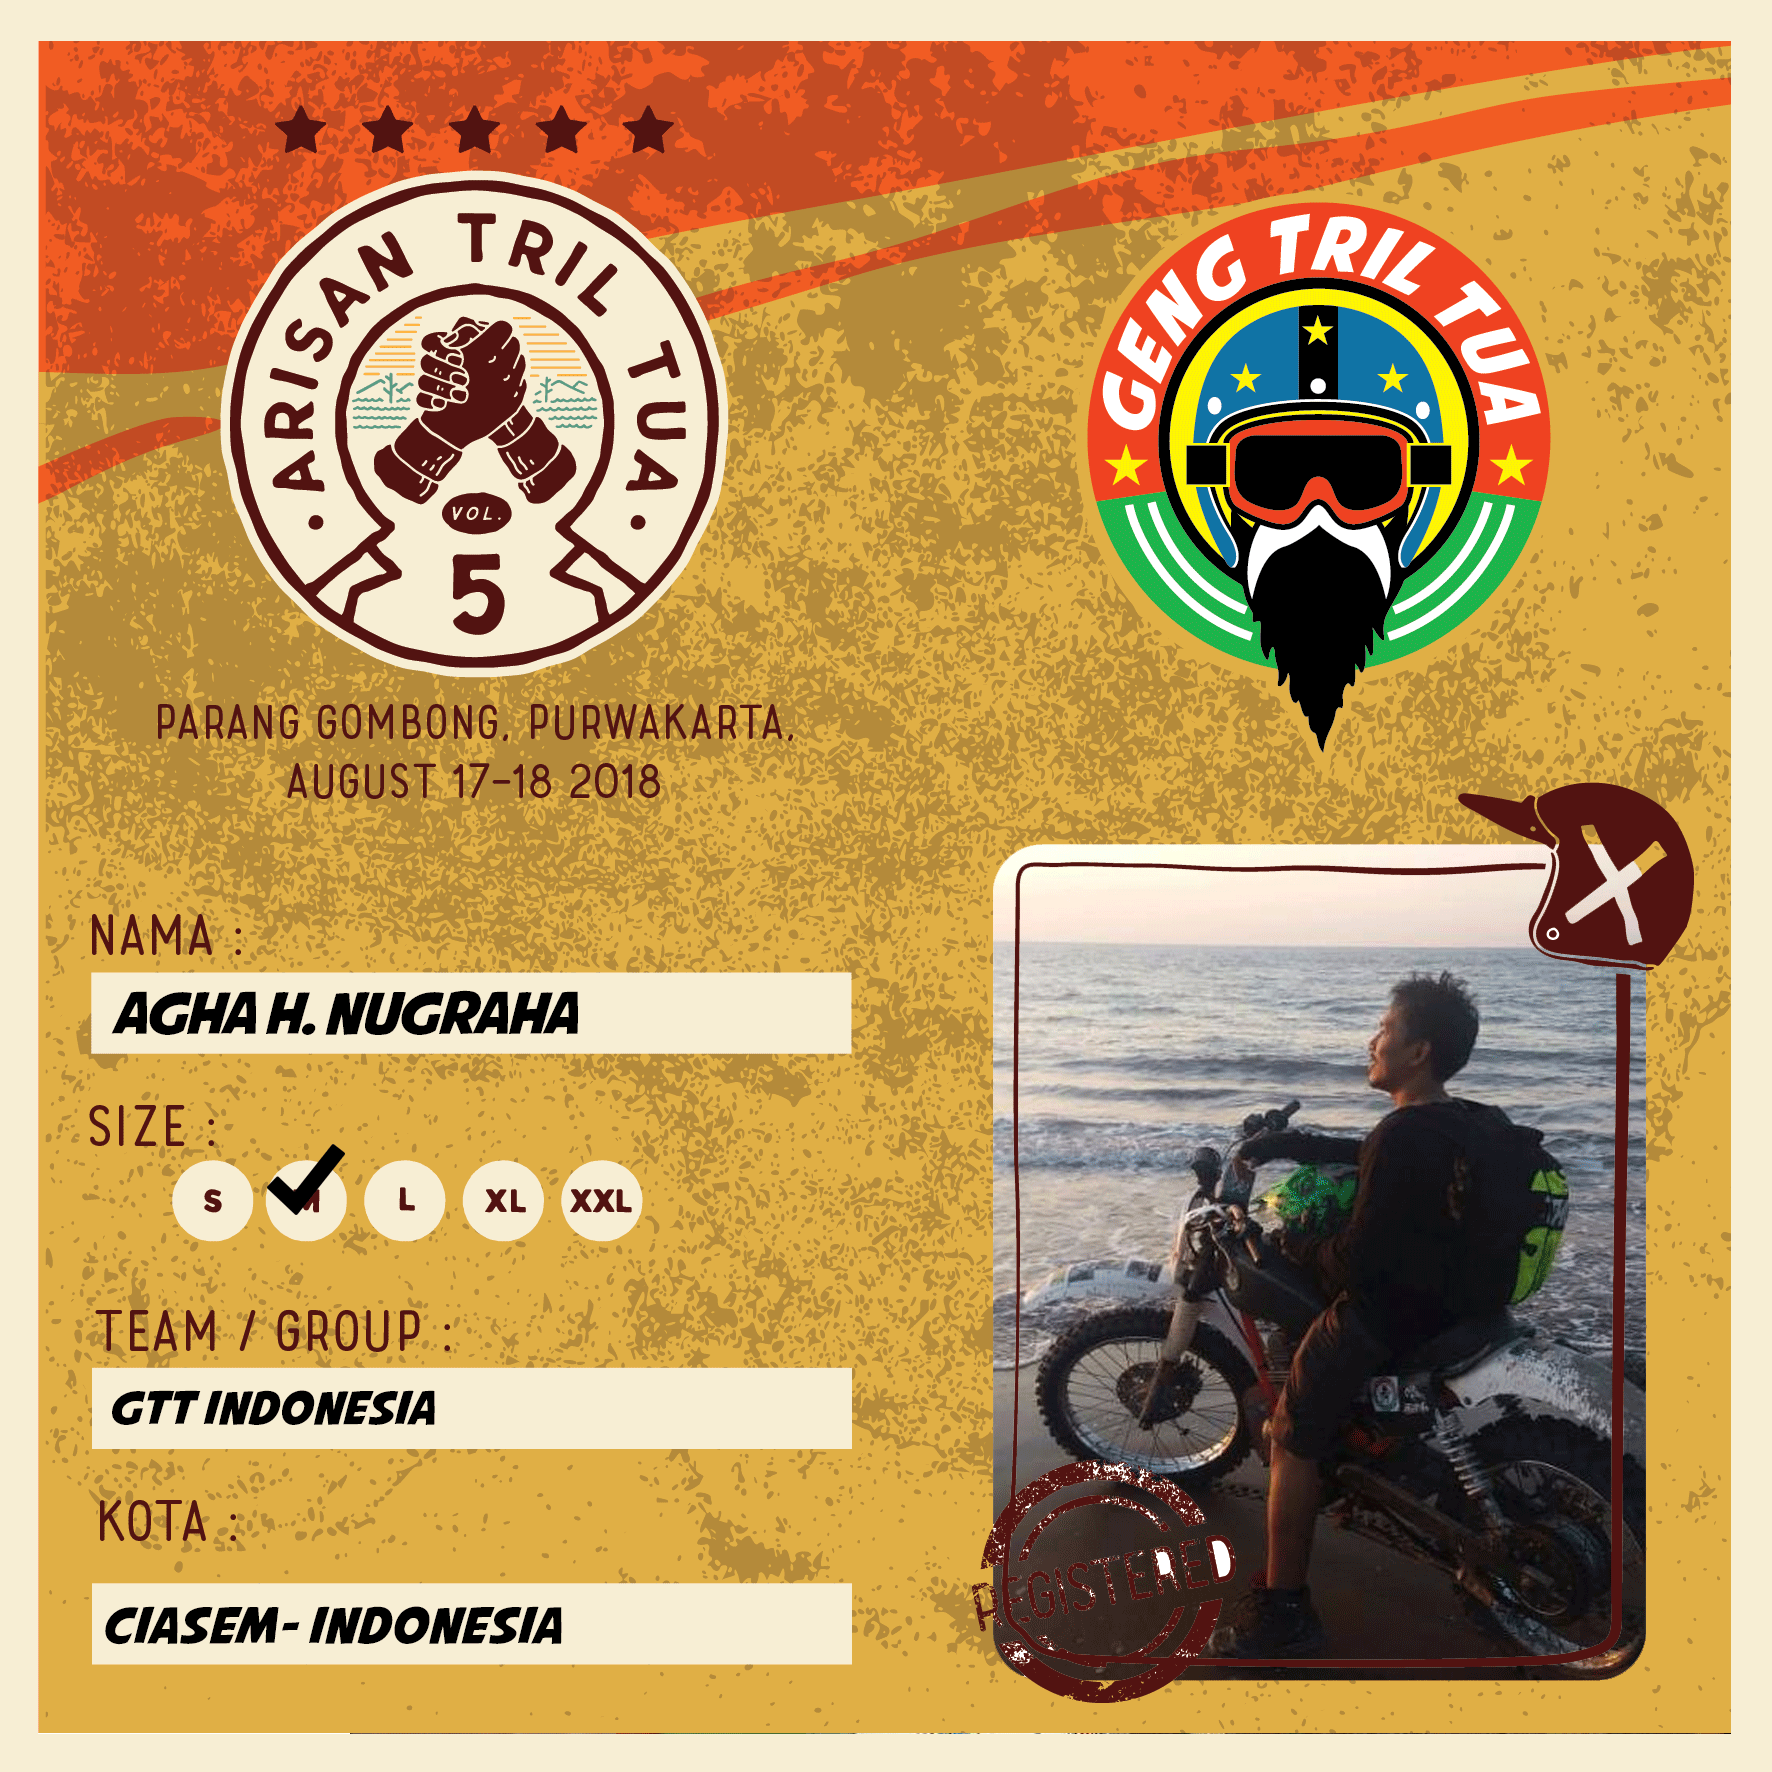 ARISAN TRIL TUA
VOL.
5
GENG TRIL TUA
PARANG GOMBONG, PURWAKARTA,
AUGUST 17-18 2018
NAMA :
AGHA H. NUGRAHA
SIZE :
S M L XL XXL
TEAM / GROUP :
GTT INDONESIA
KOTA :
CIASEM- INDONESIA
REGISTERED